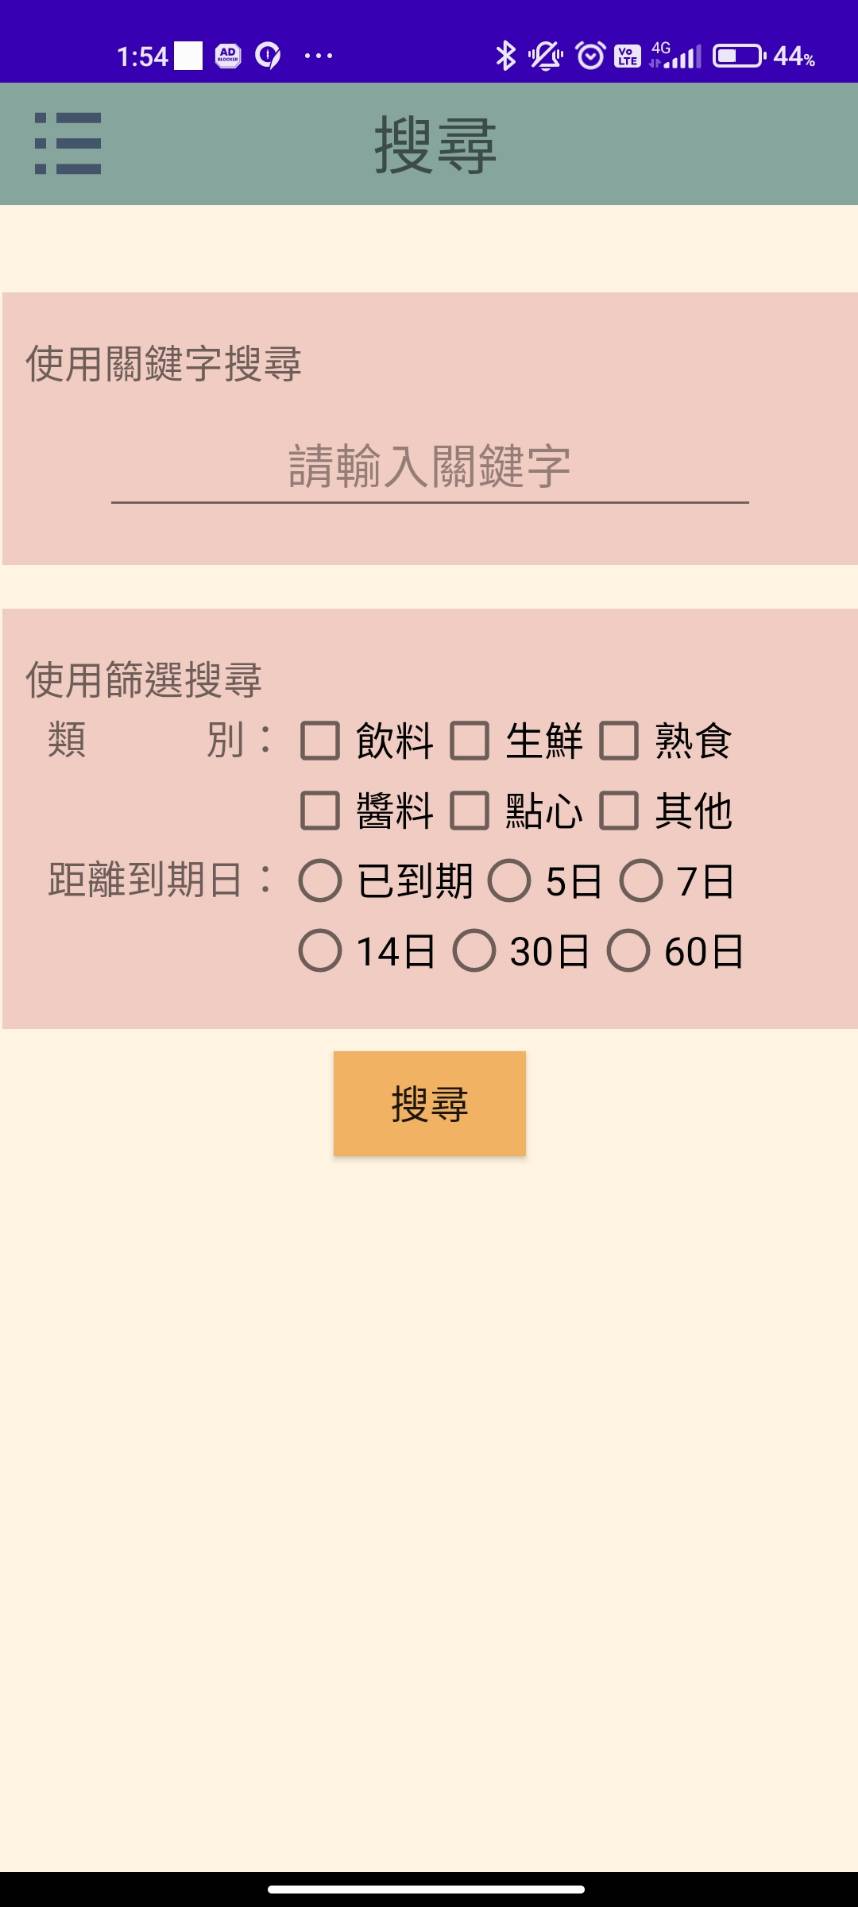 1:54 AD BLOCKER ... Vo LTE 4G 44%
搜尋
使用關鍵字搜尋
請輸入關鍵字
使用篩選搜尋
類 別： 飲料 生鮮 熟食
醬料 點心 其他
距離到期日： 已到期 5日 7日
14日 30日 60日
搜尋